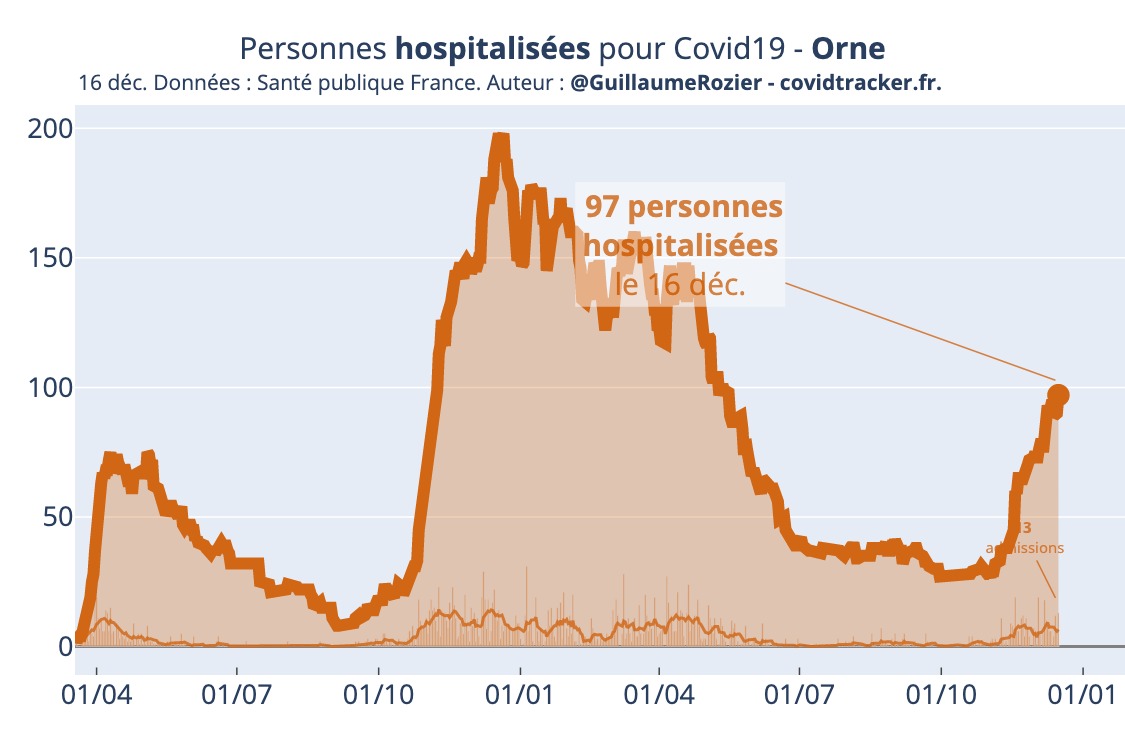 Personnes hospitalisées pour Covid19 - Orne
16 déc. Données : Santé publique France. Auteur : @GuillaumeRozier - covidtracker.fr.
200
97 personnes
hospitalisées
le 16 déc.
150
100
50
13
admissions
0
01/04 01/07 01/10 01/01 01/04 01/07 01/10 01/01